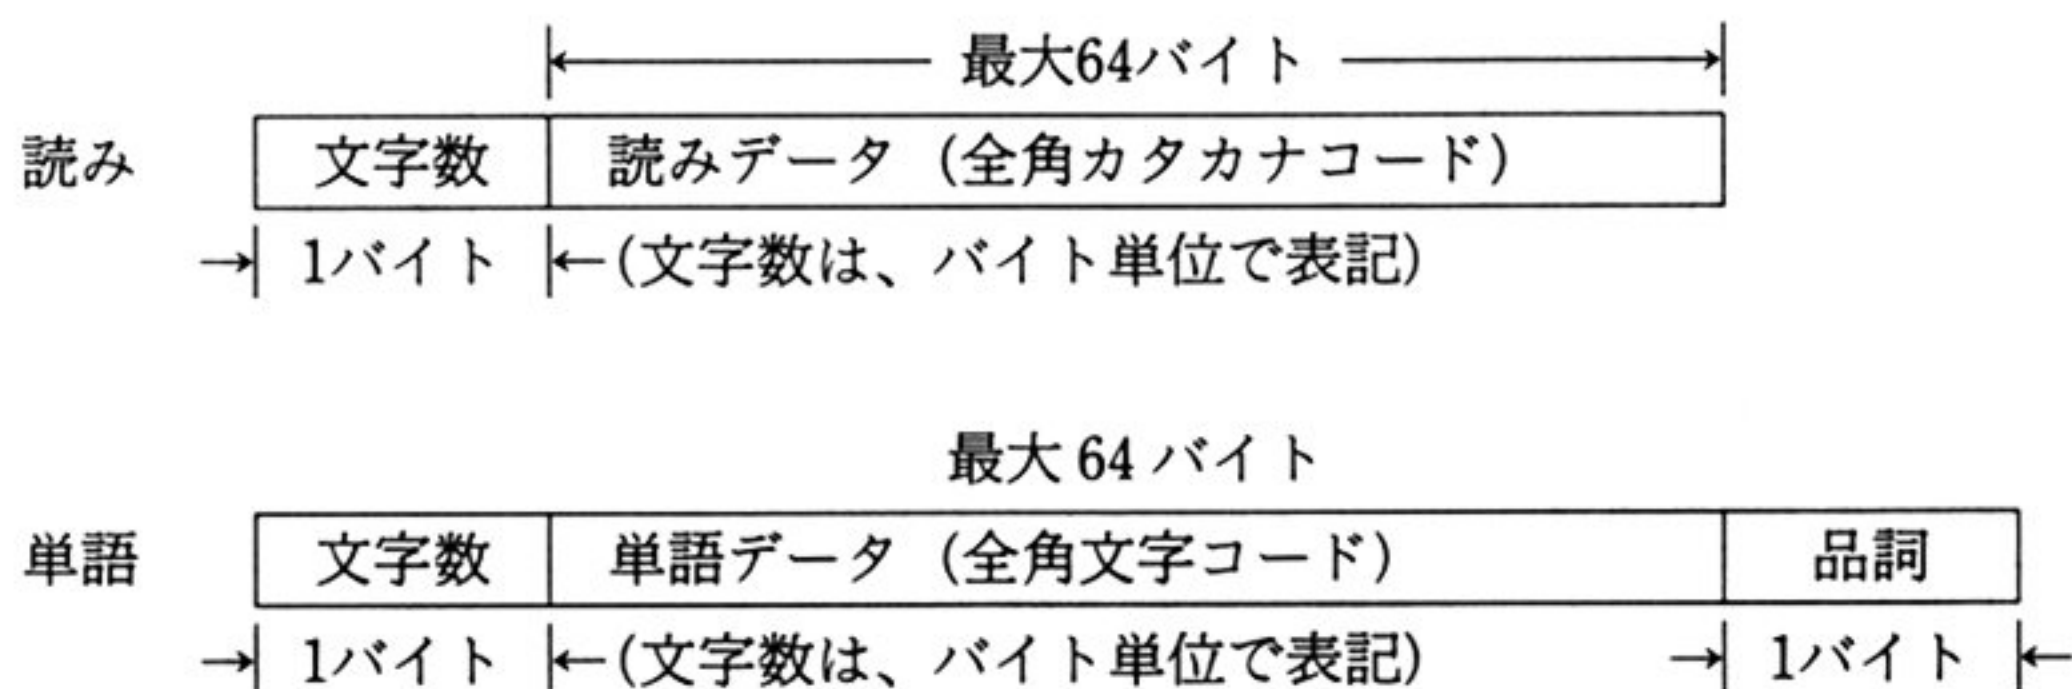 最大64バイト
読み 文字数 読みデータ (全角カタカナコード)
→ 1バイト ←(文字数は、バイト単位で表記)
最大 64 バイト
単語 文字数 単語データ (全角文字コード) 品詞
→ 1バイト ←(文字数は、バイト単位で表記) → 1バイト ←